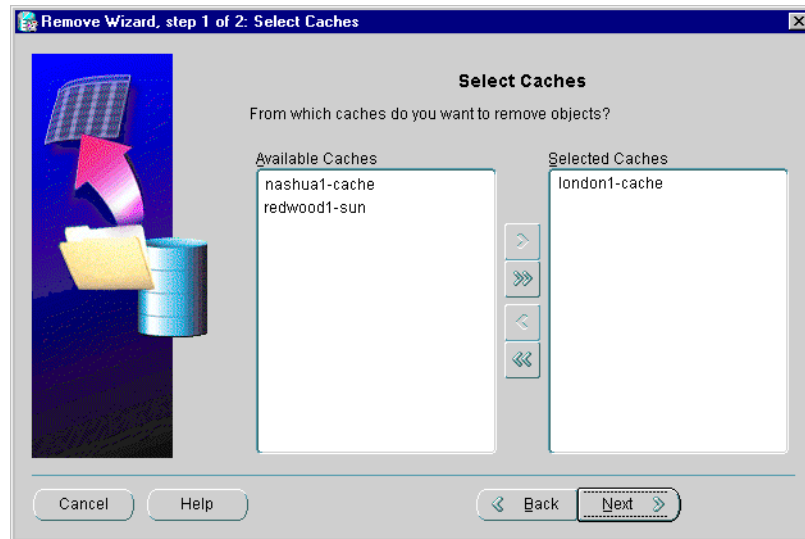 Remove Wizard, step 1 of 2: Select Caches
Select Caches
From which caches do you want to remove objects?
Available Caches
nashua1-cache
redwood1-sun
Selected Caches
london1-cache
Cancel
Help
Back
Next